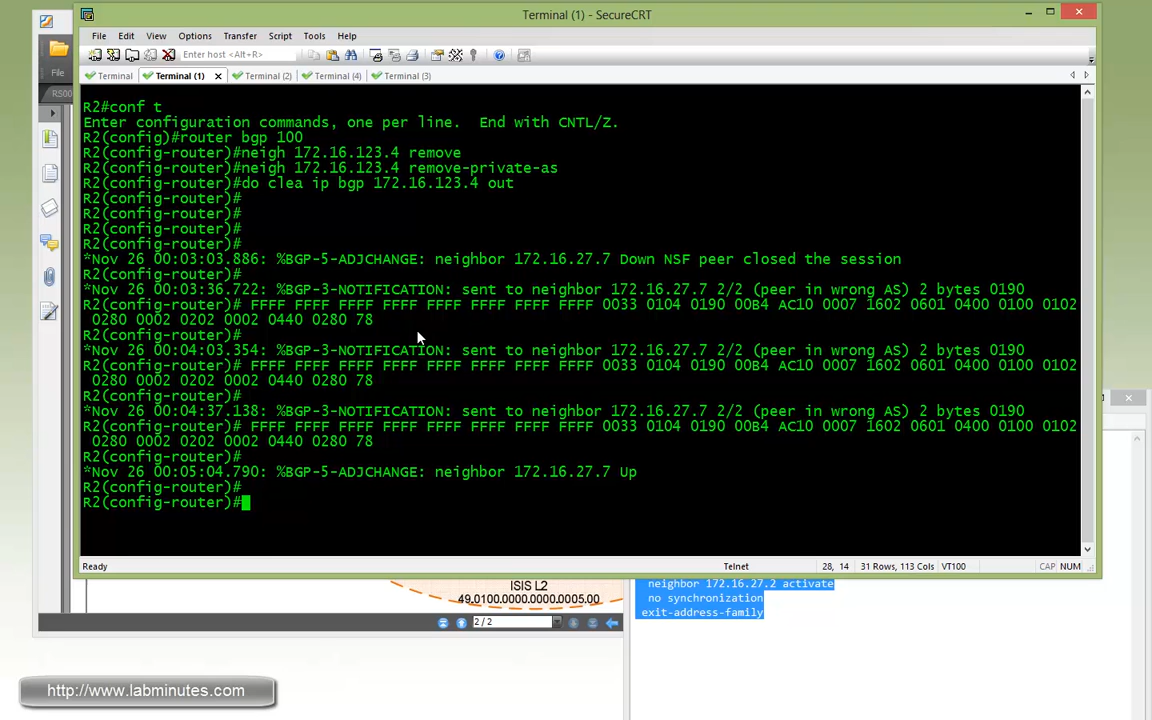 Terminal (1) - SecureCRT
File Edit View Options Transfer Script Tools Help
Enter host <Alt+R>
File
Terminal Terminal (1) Terminal (2) Terminal (4) Terminal (3)
RS00
R2#conf t
Enter configuration commands, one per line.  End with CNTL/Z.
R2(config)#router bgp 100
R2(config-router)#neigh 172.16.123.4 remove
R2(config-router)#neigh 172.16.123.4 remove-private-as
R2(config-router)#do clea ip bgp 172.16.123.4 out
R2(config-router)#
R2(config-router)#
R2(config-router)#
R2(config-router)#
*Nov 26 00:03:03.886: %BGP-5-ADJCHANGE: neighbor 172.16.27.7 Down NSF peer closed the session
R2(config-router)#
*Nov 26 00:03:36.722: %BGP-3-NOTIFICATION: sent to neighbor 172.16.27.7 2/2 (peer in wrong AS) 2 bytes 0190
R2(config-router)# FFFF FFFF FFFF FFFF FFFF FFFF FFFF FFFF 0033 0104 0190 00B4 AC10 0007 1602 0601 0400 0100 0102
0280 0002 0202 0002 0440 0280 78
R2(config-router)#
*Nov 26 00:04:03.354: %BGP-3-NOTIFICATION: sent to neighbor 172.16.27.7 2/2 (peer in wrong AS) 2 bytes 0190
R2(config-router)# FFFF FFFF FFFF FFFF FFFF FFFF FFFF FFFF 0033 0104 0190 00B4 AC10 0007 1602 0601 0400 0100 0102
0280 0002 0202 0002 0440 0280 78
R2(config-router)#
*Nov 26 00:04:37.138: %BGP-3-NOTIFICATION: sent to neighbor 172.16.27.7 2/2 (peer in wrong AS) 2 bytes 0190
R2(config-router)# FFFF FFFF FFFF FFFF FFFF FFFF FFFF FFFF 0033 0104 0190 00B4 AC10 0007 1602 0601 0400 0100 0102
0280 0002 0202 0002 0440 0280 78
R2(config-router)#
*Nov 26 00:05:04.790: %BGP-5-ADJCHANGE: neighbor 172.16.27.7 Up
R2(config-router)#
R2(config-router)#
Ready Telnet 28, 14 31 Rows, 113 Cols VT100 CAP NUM
ISIS L2
49.0100.0000.0000.0005.00
2 / 2
neighbor 172.16.27.2 activate
no synchronization
exit-address-family
http://www.labminutes.com